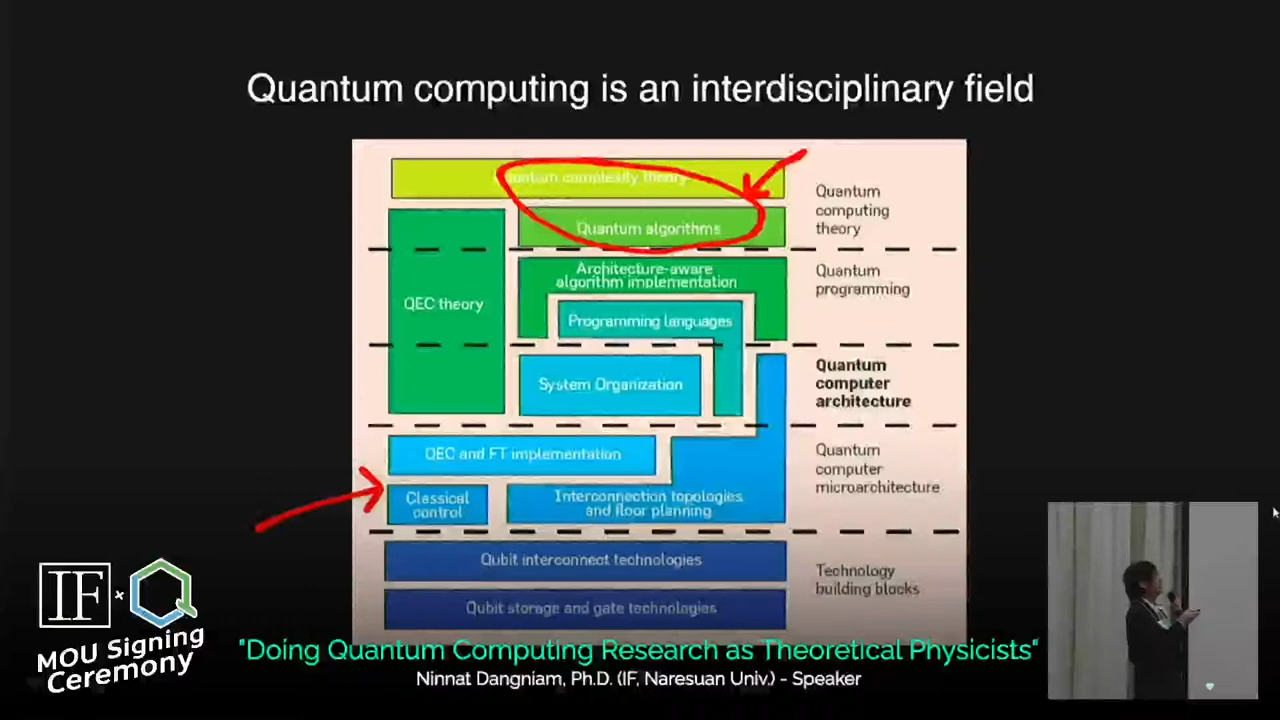 Quantum computing is an interdisciplinary field
Quantum complexity theory
Quantum algorithms
Quantum
computing
theory
QEC theory
Architecture-aware
algorithm implementation
Programming languages
Quantum
programming
System Organization
Quantum
computer
architecture
QEC and FT implementation
Classical
control
Interconnection topologies
and floor planning
Quantum
computer
microarchitecture
Qubit interconnect technologies
Qubit storage and gate technologies
Technology
building blocks
IF × Q
MOU Signing
Ceremony
"Doing Quantum Computing Research as Theoretical Physicists"
Ninnat Dangniam, Ph.D. (IF, Naresuan Univ.) - Speaker